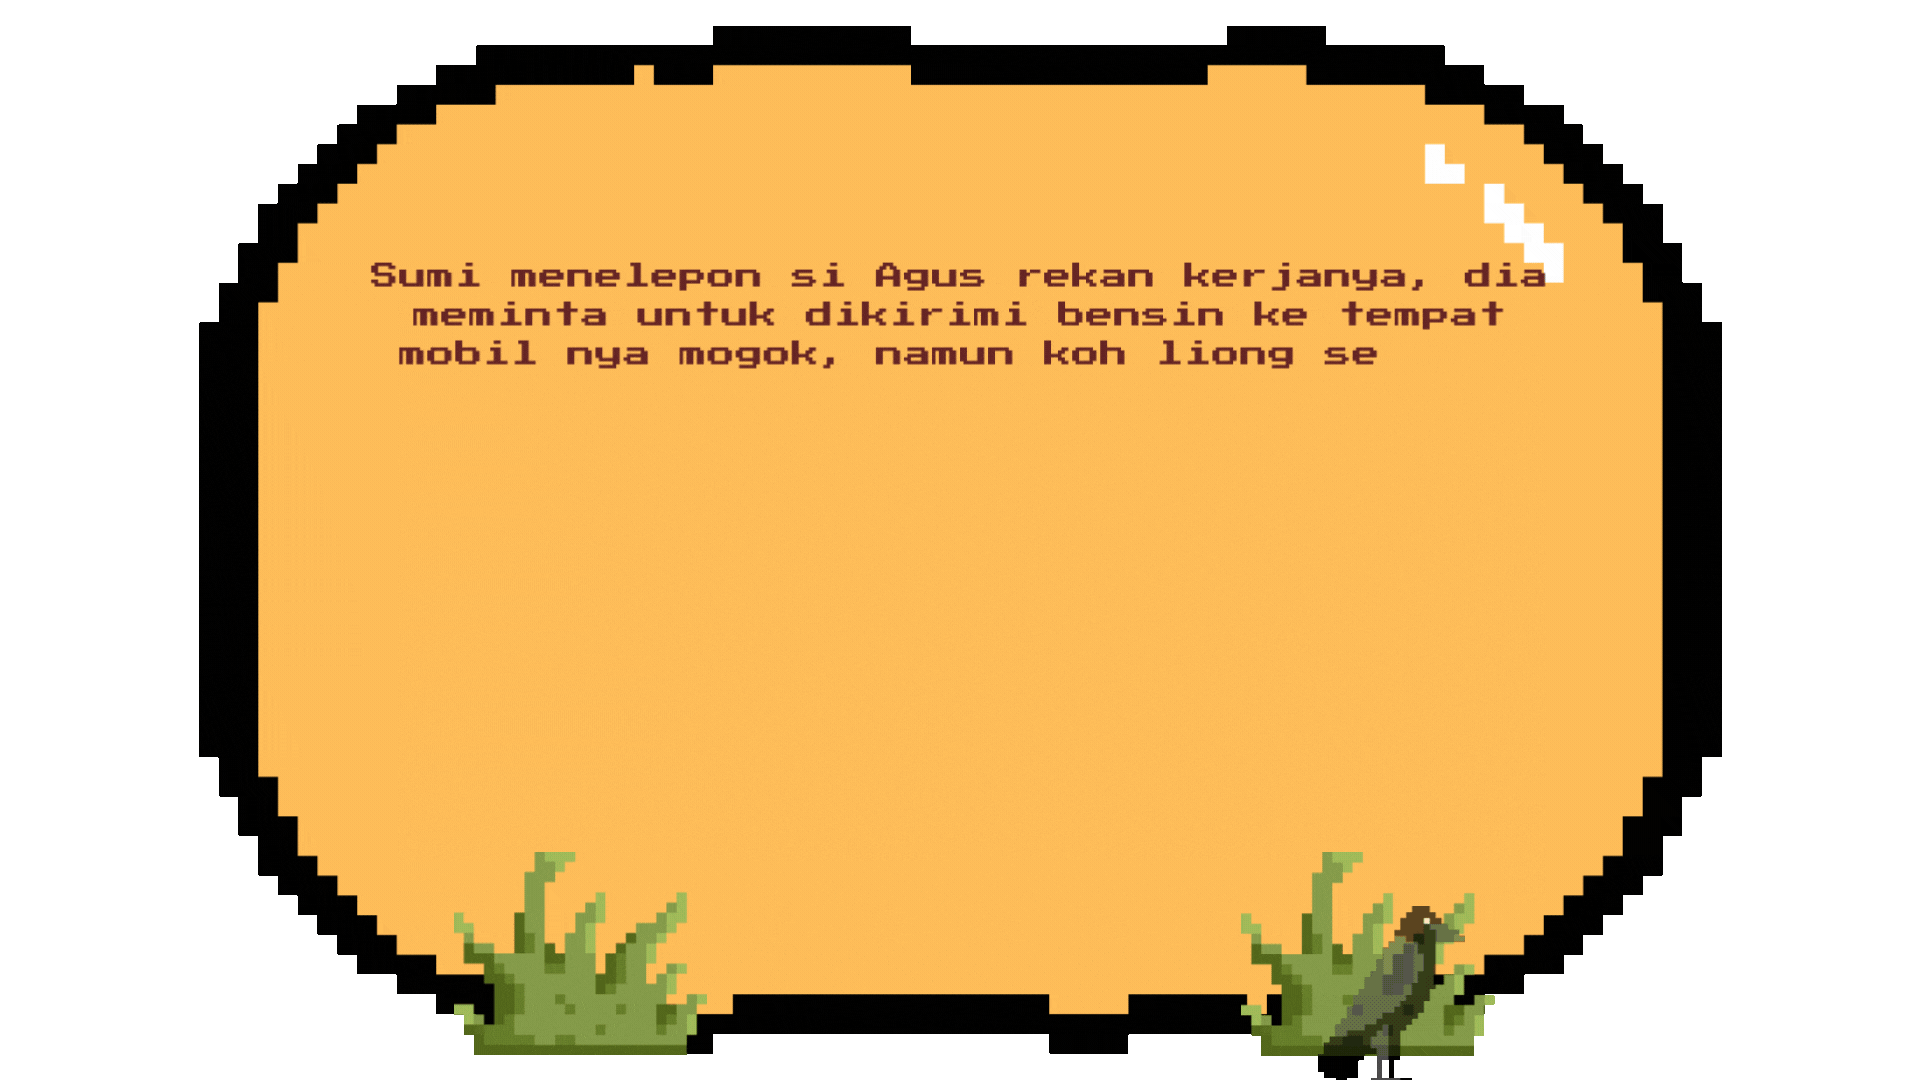 Sumi menelepon si Agus rekan kerjanya, dia
meminta untuk dikirimi bensin ke tempat
mobil nya mogok, namun koh liong se